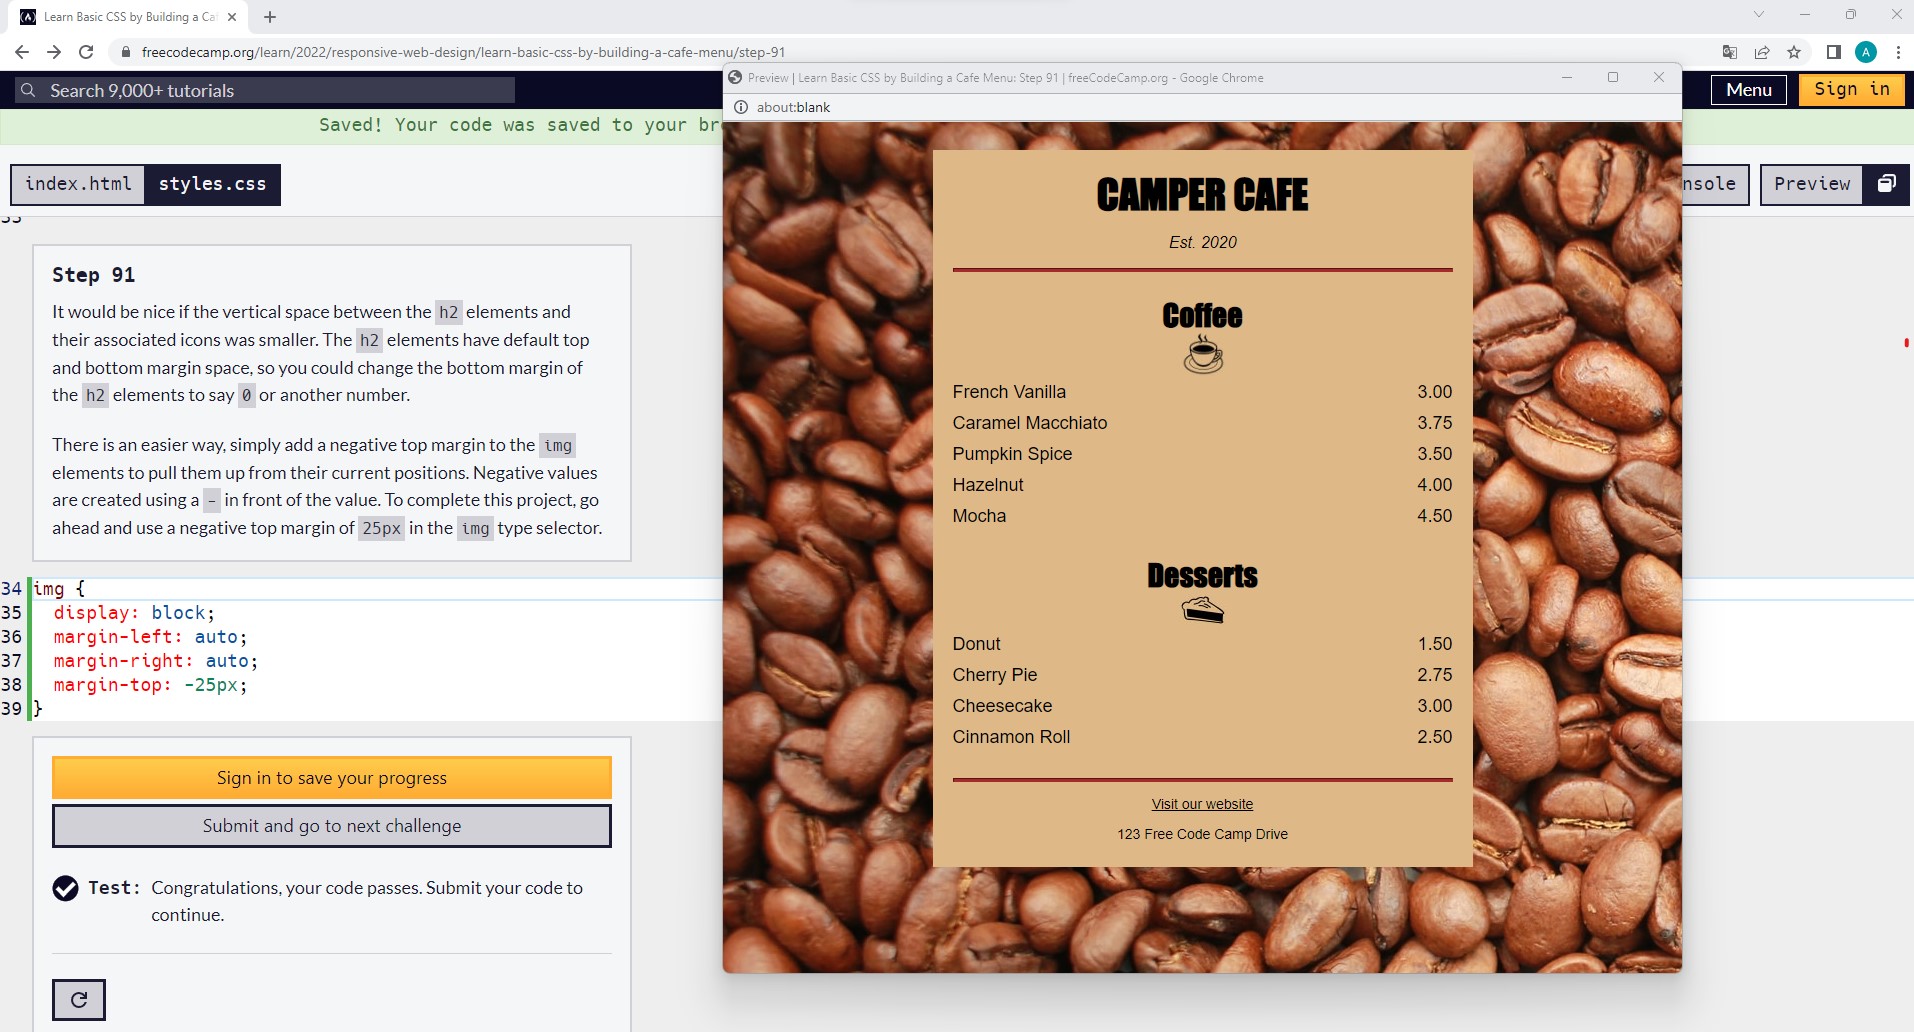 Learn Basic CSS by Building a Ca
freecodecamp.org/learn/2022/responsive-web-design/learn-basic-css-by-building-a-cafe-menu/step-91
A
Search 9,000+ tutorials
Menu
Sign in
Saved! Your code was saved to your br
index.html
styles.css
nsole
Preview
33
Step 91
It would be nice if the vertical space between the h2 elements and
their associated icons was smaller. The h2 elements have default top
and bottom margin space, so you could change the bottom margin of
the h2 elements to say 0 or another number.
There is an easier way, simply add a negative top margin to the img
elements to pull them up from their current positions. Negative values
are created using a - in front of the value. To complete this project, go
ahead and use a negative top margin of 25px in the img type selector.
34 img {
35 display: block;
36 margin-left: auto;
37 margin-right: auto;
38 margin-top: -25px;
39 }
Sign in to save your progress
Submit and go to next challenge
Test: Congratulations, your code passes. Submit your code to
continue.
Preview | Learn Basic CSS by Building a Cafe Menu: Step 91 | freeCodeCamp.org - Google Chrome
about:blank
CAMPER CAFE
Est. 2020
Coffee
French Vanilla 3.00
Caramel Macchiato 3.75
Pumpkin Spice 3.50
Hazelnut 4.00
Mocha 4.50
Desserts
Donut 1.50
Cherry Pie 2.75
Cheesecake 3.00
Cinnamon Roll 2.50
Visit our website
123 Free Code Camp Drive